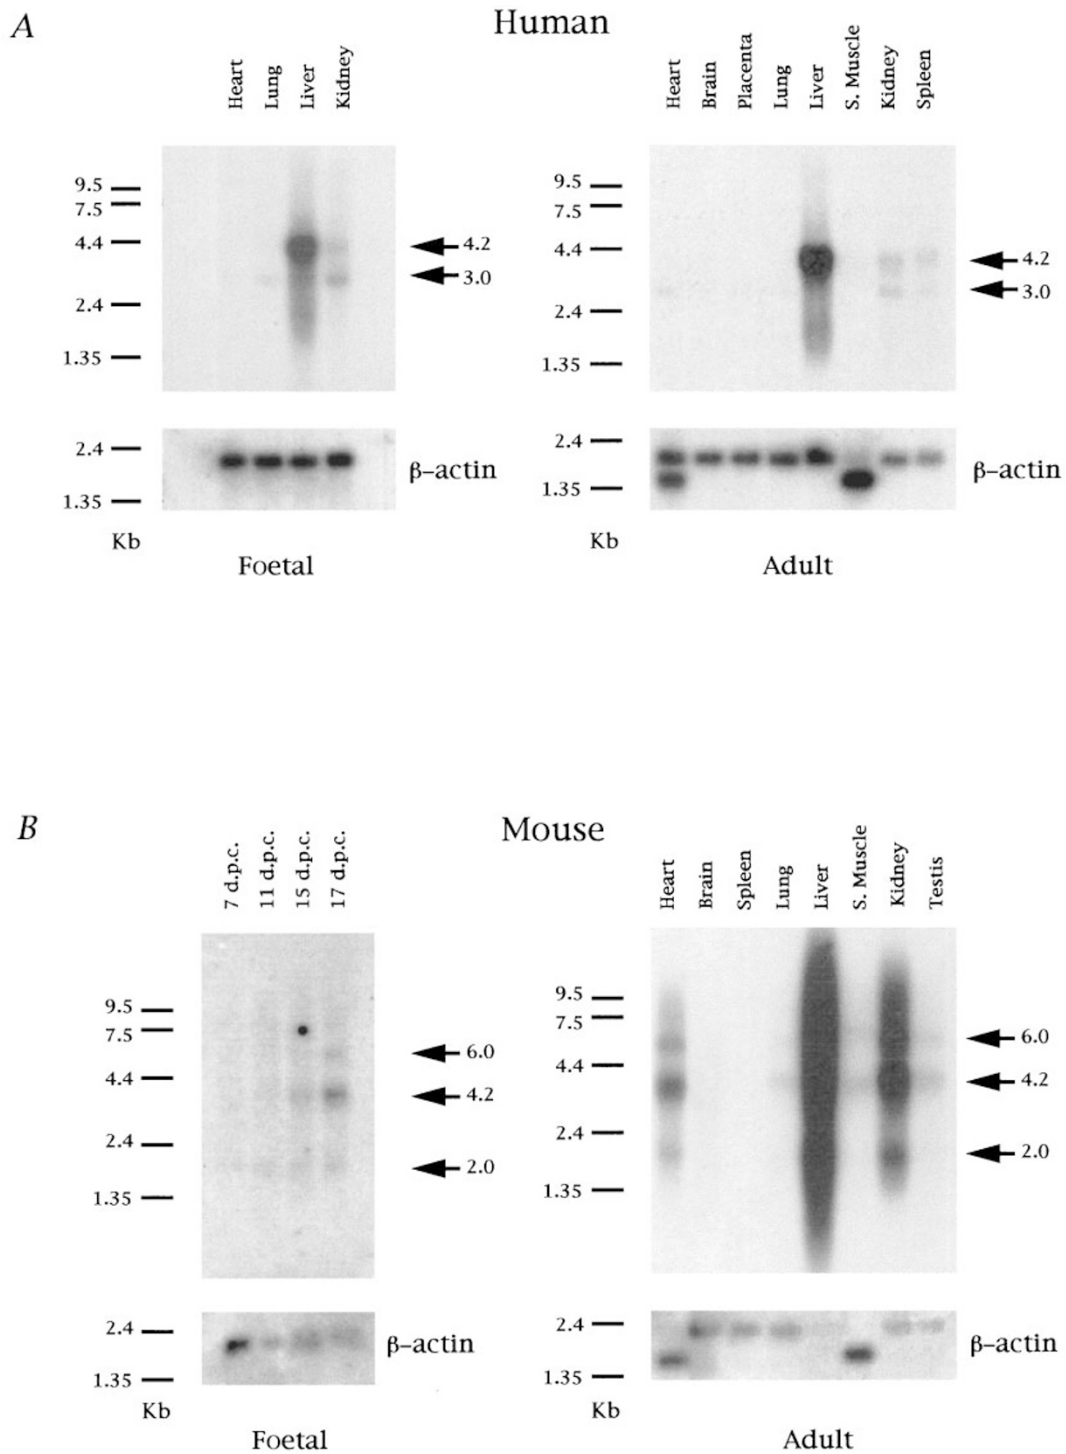 A
Human
Heart
Lung
Liver
Kidney
9.5
7.5
4.4
2.4
1.35
4.2
3.0
2.4
1.35
β-actin
Kb
Foetal
Heart
Brain
Placenta
Lung
Liver
S. Muscle
Kidney
Spleen
9.5
7.5
4.4
2.4
1.35
4.2
3.0
2.4
1.35
β-actin
Kb
Adult
B
Mouse
7 d.p.c.
11 d.p.c.
15 d.p.c.
17 d.p.c.
9.5
7.5
4.4
2.4
1.35
6.0
4.2
2.0
2.4
1.35
β-actin
Kb
Foetal
Heart
Brain
Spleen
Lung
Liver
S. Muscle
Kidney
Testis
9.5
7.5
4.4
2.4
1.35
6.0
4.2
2.0
2.4
1.35
β-actin
Kb
Adult